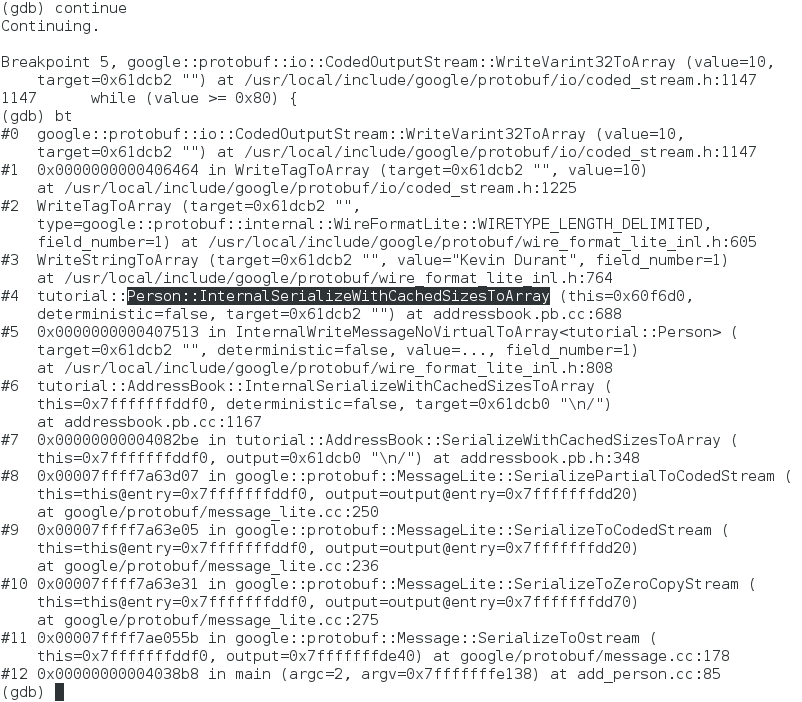 (gdb) continue
Continuing.
Breakpoint 5, google::protobuf::io::CodedOutputStream::WriteVarint32ToArray (value=10,
    target=0x61dcb2 "") at /usr/local/include/google/protobuf/io/coded_stream.h:1147
1147      while (value >= 0x80) {
(gdb) bt
#0  google::protobuf::io::CodedOutputStream::WriteVarint32ToArray (value=10,
    target=0x61dcb2 "") at /usr/local/include/google/protobuf/io/coded_stream.h:1147
#1  0x0000000000406464 in WriteTagToArray (target=0x61dcb2 "", value=10)
    at /usr/local/include/google/protobuf/io/coded_stream.h:1225
#2  WriteTagToArray (target=0x61dcb2 "",
    type=google::protobuf::internal::WireFormatLite::WIRETYPE_LENGTH_DELIMITED,
    field_number=1) at /usr/local/include/google/protobuf/wire_format_lite_inl.h:605
#3  WriteStringToArray (target=0x61dcb2 "", value="Kevin Durant", field_number=1)
    at /usr/local/include/google/protobuf/wire_format_lite_inl.h:764
#4  tutorial::Person::InternalSerializeWithCachedSizesToArray (this=0x60f6d0,
    deterministic=false, target=0x61dcb2 "") at addressbook.pb.cc:688
#5  0x0000000000407513 in InternalWriteMessageNoVirtualToArray<tutorial::Person> (
    target=0x61dcb2 "", deterministic=false, value=..., field_number=1)
    at /usr/local/include/google/protobuf/wire_format_lite_inl.h:808
#6  tutorial::AddressBook::InternalSerializeWithCachedSizesToArray (
    this=0x7fffffffddf0, deterministic=false, target=0x61dcb0 "\n/")
    at addressbook.pb.cc:1167
#7  0x00000000004082be in tutorial::AddressBook::SerializeWithCachedSizesToArray (
    this=0x7fffffffddf0, output=0x61dcb0 "\n/") at addressbook.pb.h:348
#8  0x00007ffff7a63d07 in google::protobuf::MessageLite::SerializePartialToCodedStream (
    this=this@entry=0x7fffffffddf0, output=output@entry=0x7fffffffdd20)
    at google/protobuf/message_lite.cc:250
#9  0x00007ffff7a63e05 in google::protobuf::MessageLite::SerializeToCodedStream (
    this=this@entry=0x7fffffffddf0, output=output@entry=0x7fffffffdd20)
    at google/protobuf/message_lite.cc:236
#10 0x00007ffff7a63e31 in google::protobuf::MessageLite::SerializeToZeroCopyStream (
    this=this@entry=0x7fffffffddf0, output=output@entry=0x7fffffffdd70)
    at google/protobuf/message_lite.cc:275
#11 0x00007ffff7ae055b in google::protobuf::Message::SerializeToOstream (
    this=0x7fffffffddf0, output=0x7fffffffde40) at google/protobuf/message.cc:178
#12 0x00000000004038b8 in main (argc=2, argv=0x7fffffffe138) at add_person.cc:85
(gdb)